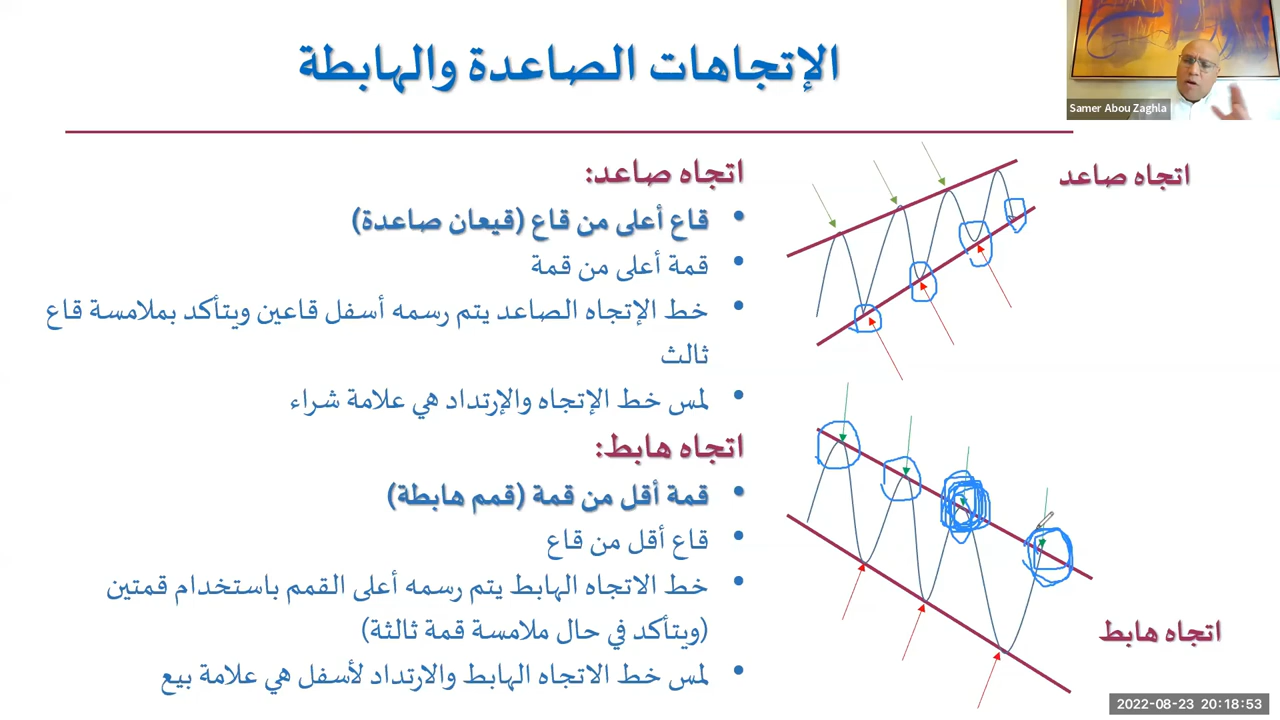 الإتجاهات الصاعدة والهابطة
Samer Abou Zaghla
اتجاه صاعد
اتجاه صاعد:
• قاع أعلى من قاع (قيعان صاعدة)
• قمة أعلى من قمة
• خط الإتجاه الصاعد يتم رسمه أسفل قاعين ويتأكد بملامسة قاع
ثالث
• لمس خط الإتجاه والإرتداد هي علامة شراء
اتجاه هابط:
• قمة أقل من قمة (قمم هابطة)
• قاع أقل من قاع
• خط الاتجاه الهابط يتم رسمه أعلى القمم باستخدام قمتين
(ويتأكد في حال ملامسة قمة ثالثة)
• لمس خط الاتجاه الهابط والارتداد لأسفل هي علامة بيع
اتجاه هابط
2022-08-23 20:18:53